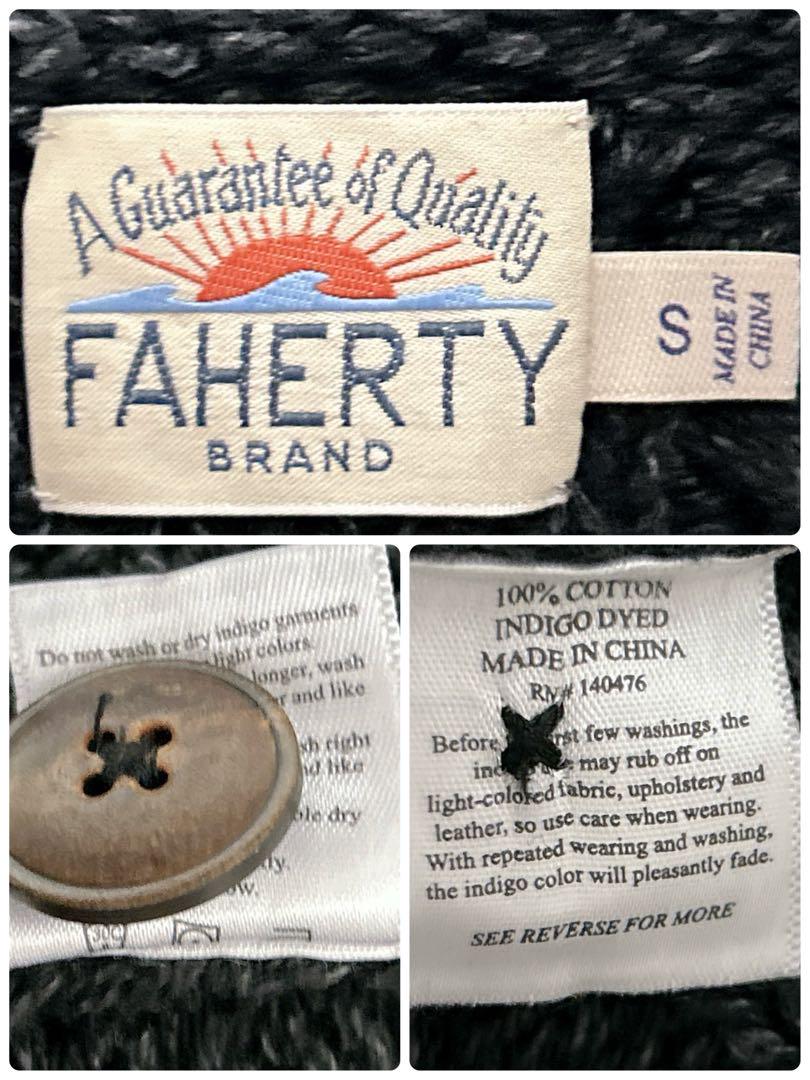 A Guarantee of Quality
FAHERTY
BRAND
S
MADE IN
CHINA
Do not wash or dry indigo garments
light colors.
longer, wash
and like
right
like
dry
100% COTTON
INDIGO DYED
MADE IN CHINA
RN# 140476
Before few washings, the
may rub off on
light-colored fabric, upholstery and
leather, so use care when wearing.
With repeated wearing and washing,
the indigo color will pleasantly fade.
SEE REVERSE FOR MORE